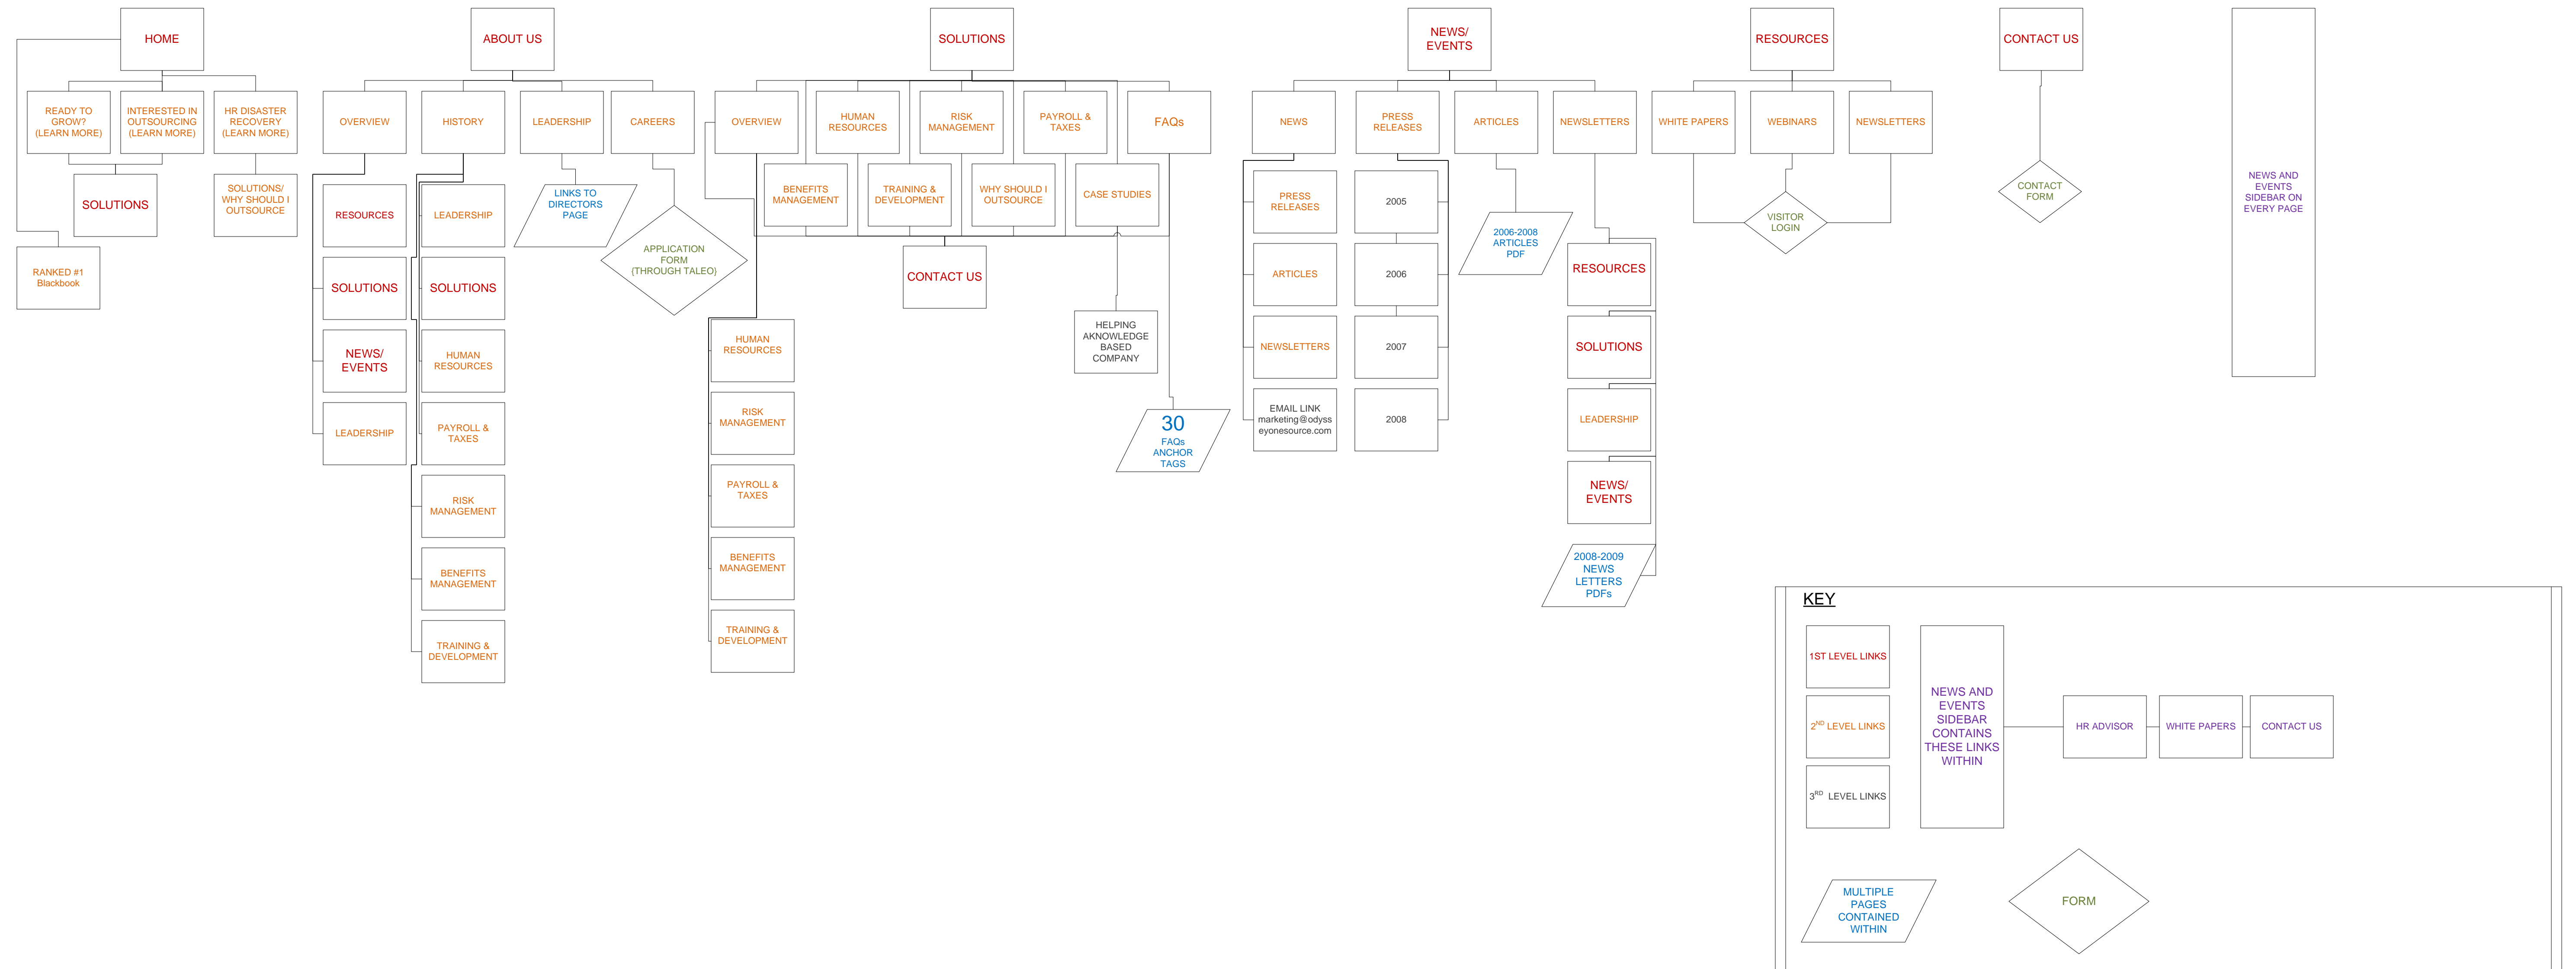 HOME
ABOUT US
SOLUTIONS
NEWS/
EVENTS
RESOURCES
CONTACT US
READY TO
GROW?
(LEARN MORE)
INTERESTED IN
OUTSOURCING
(LEARN MORE)
HR DISASTER
RECOVERY
(LEARN MORE)
SOLUTIONS
SOLUTIONS/
WHY SHOULD I
OUTSOURCE
RANKED #1
Blackbook
OVERVIEW
HISTORY
LEADERSHIP
CAREERS
RESOURCES
SOLUTIONS
NEWS/
EVENTS
LEADERSHIP
LEADERSHIP
SOLUTIONS
HUMAN
RESOURCES
PAYROLL &
TAXES
RISK
MANAGEMENT
BENEFITS
MANAGEMENT
TRAINING &
DEVELOPMENT
LINKS TO
DIRECTORS
PAGE
APPLICATION
FORM
{THROUGH TALEO}
OVERVIEW
HUMAN
RESOURCES
RISK
MANAGEMENT
PAYROLL &
TAXES
FAQs
BENEFITS
MANAGEMENT
TRAINING &
DEVELOPMENT
WHY SHOULD I
OUTSOURCE
CASE STUDIES
CONTACT US
HUMAN
RESOURCES
RISK
MANAGEMENT
PAYROLL &
TAXES
BENEFITS
MANAGEMENT
TRAINING &
DEVELOPMENT
HELPING
AKNOWLEDGE
BASED
COMPANY
30
FAQs
ANCHOR
TAGS
NEWS
PRESS
RELEASES
ARTICLES
NEWSLETTERS
PRESS
RELEASES
ARTICLES
NEWSLETTERS
EMAIL LINK
marketing@odyss
eyonesource.com
2005
2006
2007
2008
2006-2008
ARTICLES
PDF
RESOURCES
SOLUTIONS
LEADERSHIP
NEWS/
EVENTS
2008-2009
NEWS
LETTERS
PDFs
WHITE PAPERS
WEBINARS
NEWSLETTERS
VISITOR
LOGIN
CONTACT
FORM
NEWS AND
EVENTS
SIDEBAR ON
EVERY PAGE
KEY
1ST LEVEL LINKS
2ND LEVEL LINKS
3RD LEVEL LINKS
NEWS AND
EVENTS
SIDEBAR
CONTAINS
THESE LINKS
WITHIN
HR ADVISOR
WHITE PAPERS
CONTACT US
MULTIPLE
PAGES
CONTAINED
WITHIN
FORM